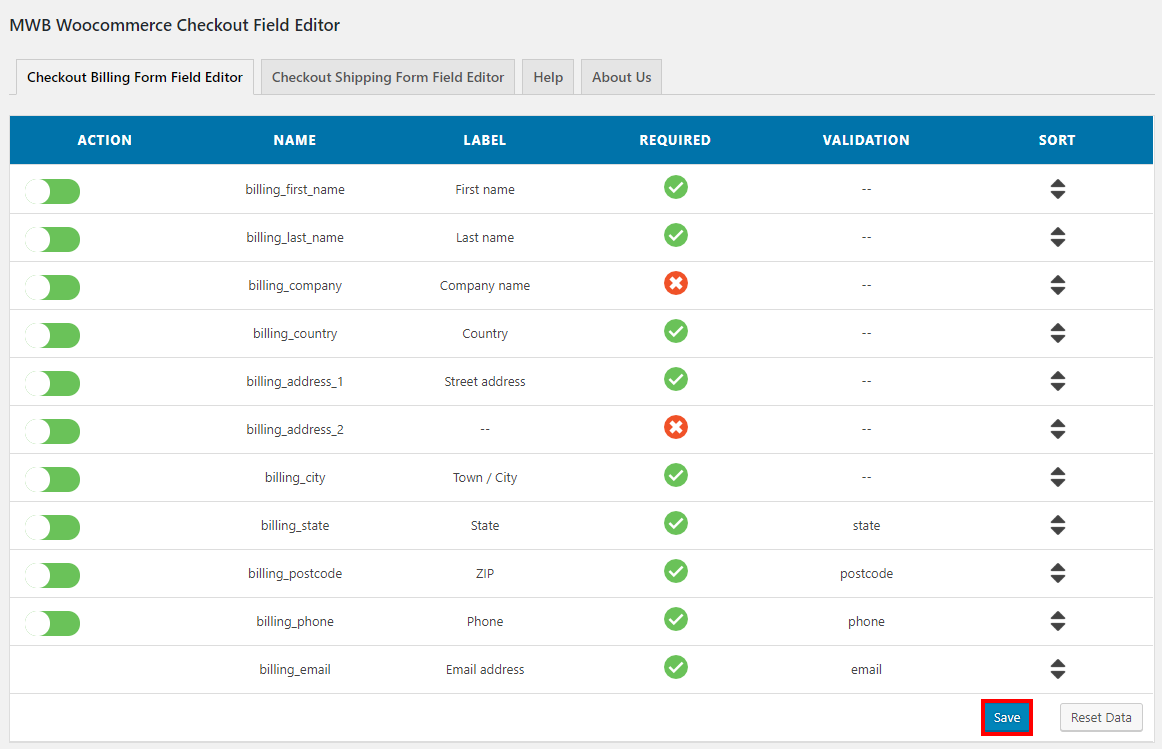 MWB Woocommerce Checkout Field Editor
Checkout Billing Form Field Editor Checkout Shipping Form Field Editor Help About Us
ACTION NAME LABEL REQUIRED VALIDATION SORT
billing_first_name First name --
billing_last_name Last name --
billing_company Company name --
billing_country Country --
billing_address_1 Street address --
billing_address_2 -- --
billing_city Town / City --
billing_state State state
billing_postcode ZIP postcode
billing_phone Phone phone
billing_email Email address email
Save Reset Data